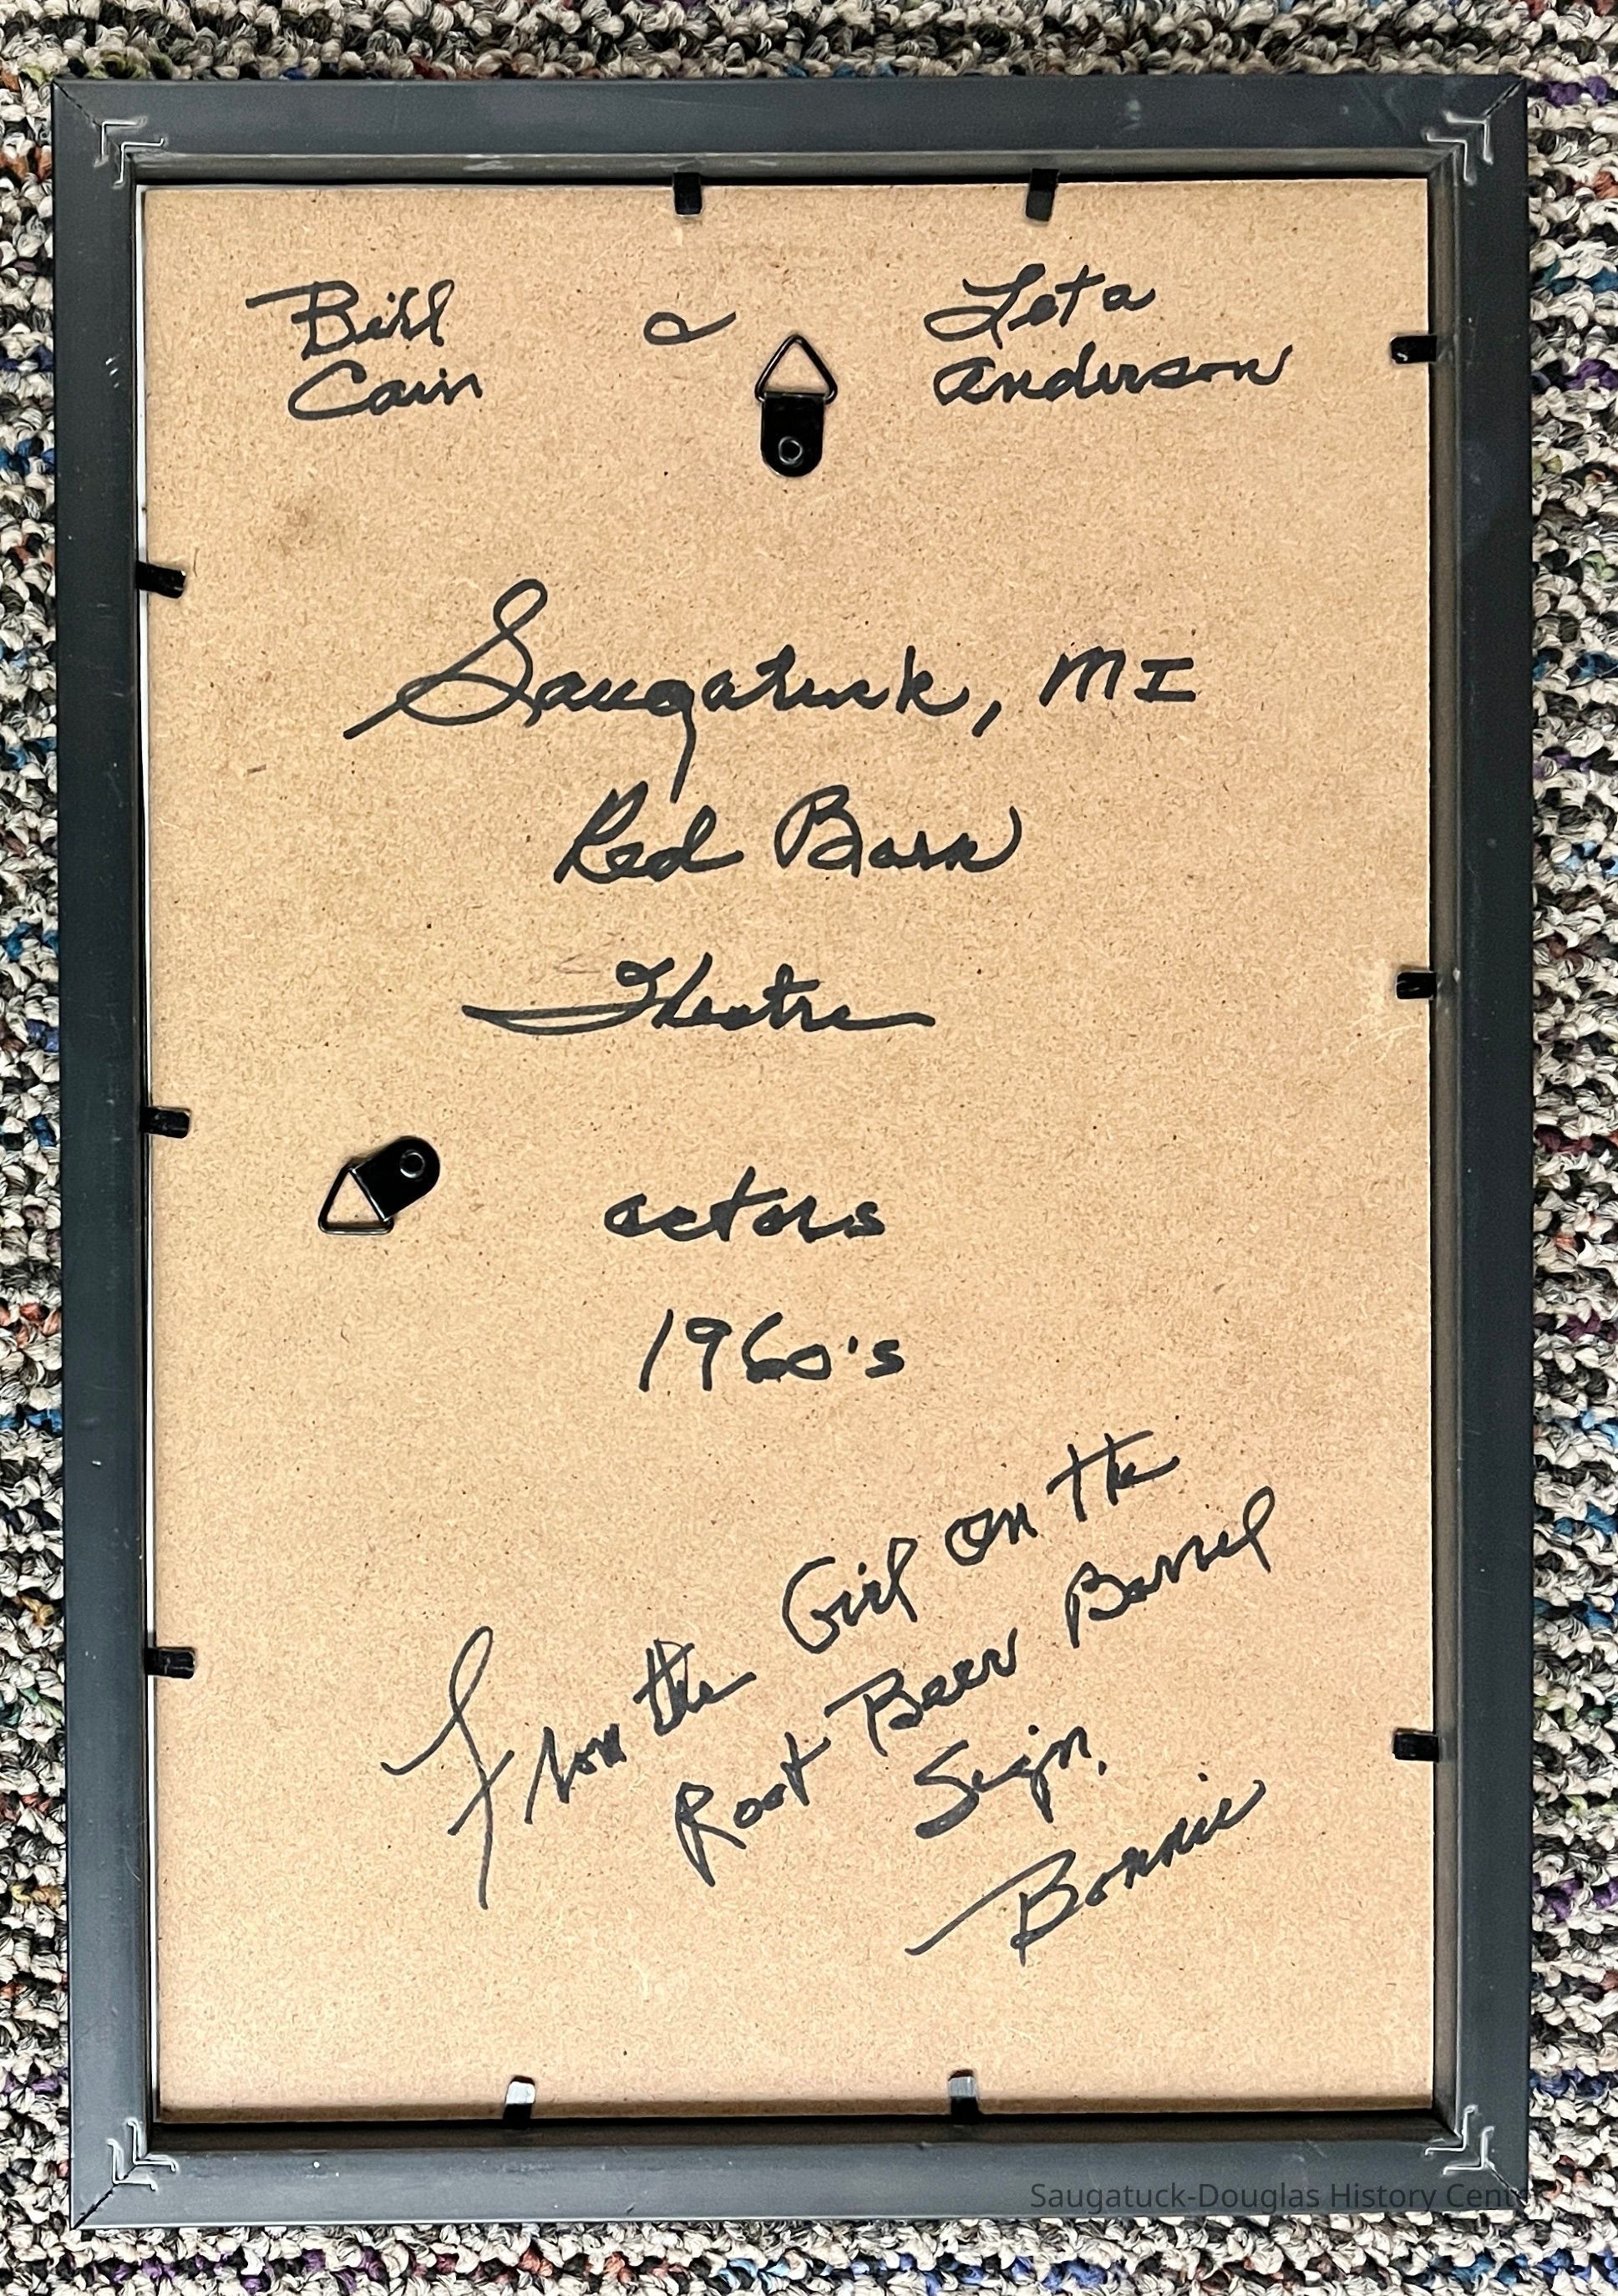 Bill & Leta
Cain Anderson
Saugatuck, MI
Red Barn
Theatre
actors
1960's
From the Girl on the
Root Beer Barrel
Sign.
Bonnie
Saugatuck-Douglas History Center